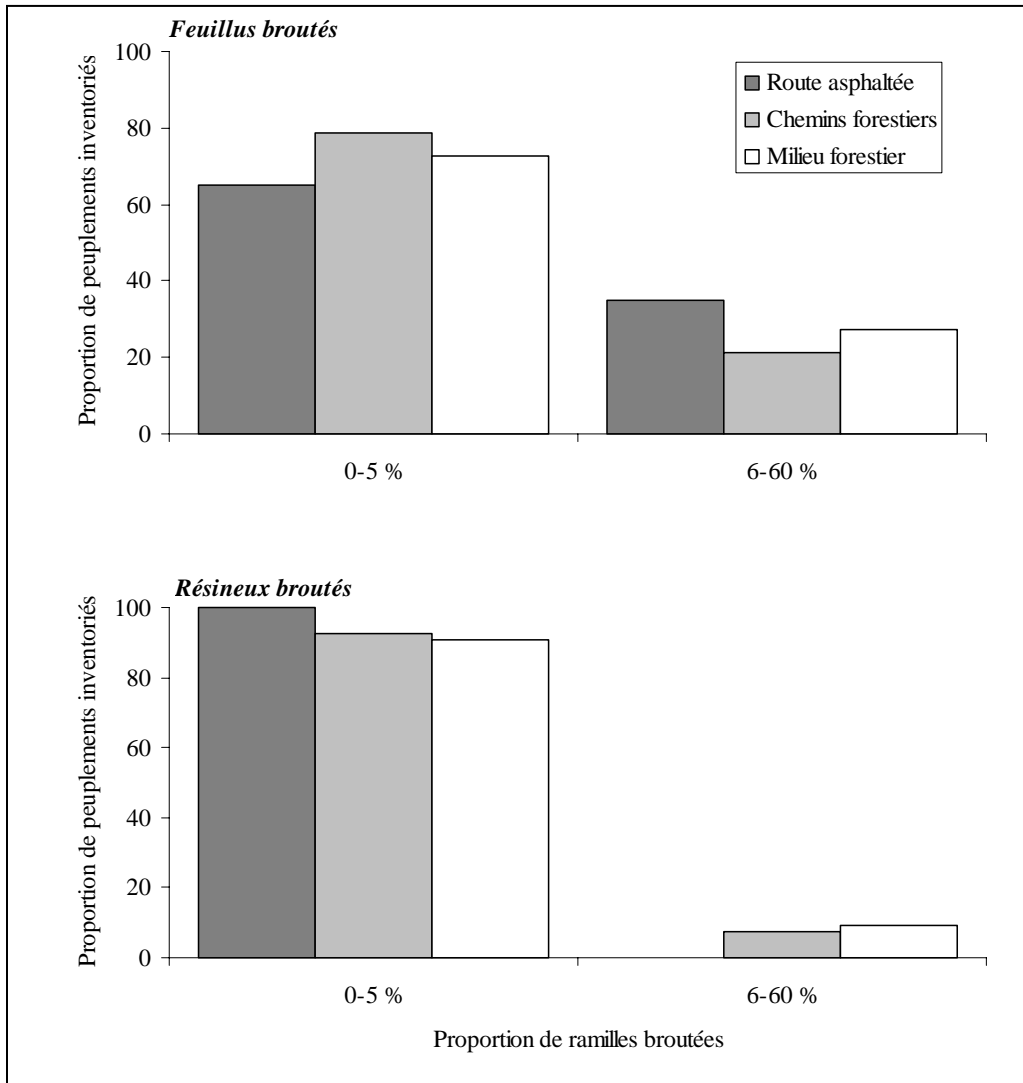 Feuillus broutés
Proportion de peuplements inventoriés
100
80
60
40
20
0
Route asphaltée
Chemins forestiers
Milieu forestier
0-5 %
6-60 %
Résineux broutés
Proportion de peuplements inventoriés
100
80
60
40
20
0
0-5 %
6-60 %
Proportion de ramilles broutées